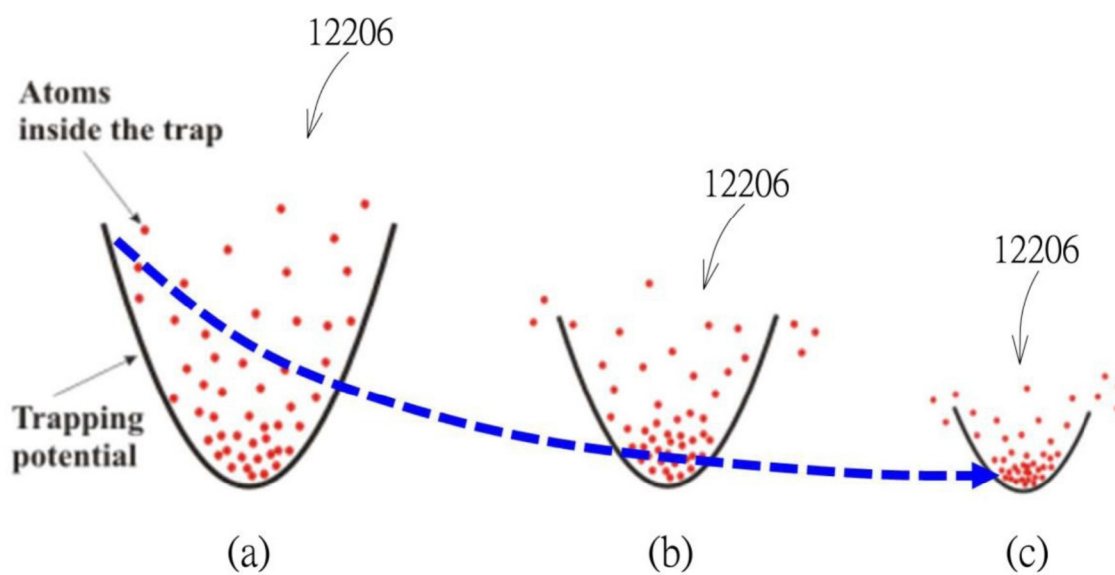 12206
Atoms
inside the trap
12206
12206
Trapping
potential
(a)
(b)
(c)